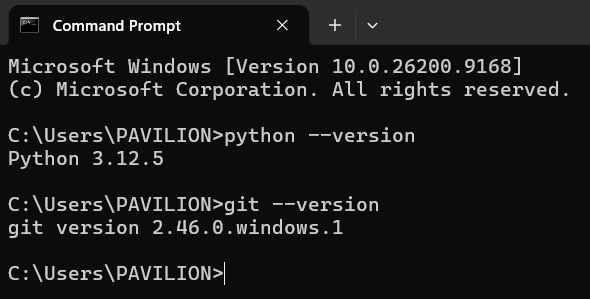 Command Prompt
Microsoft Windows [Version 10.0.26200.9168]
(c) Microsoft Corporation. All rights reserved.
C:\Users\PAVILION>python --version
Python 3.12.5
C:\Users\PAVILION>git --version
git version 2.46.0.windows.1
C:\Users\PAVILION>